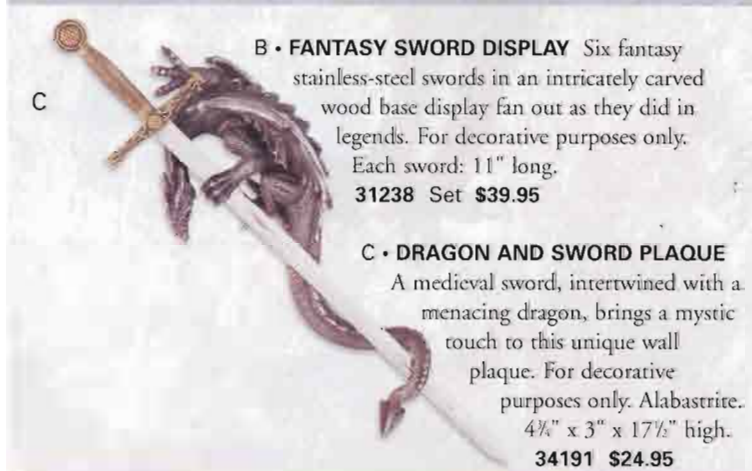 C
B • FANTASY SWORD DISPLAY Six fantasy
stainless-steel swords in an intricately carved
wood base display fan out as they did in
legends. For decorative purposes only.
Each sword: 11" long.
31238 Set $39.95
C • DRAGON AND SWORD PLAQUE
A medieval sword, intertwined with a
menacing dragon, brings a mystic
touch to this unique wall
plaque. For decorative
purposes only. Alabastrite.
4¾" x 3" x 17½" high.
34191 $24.95